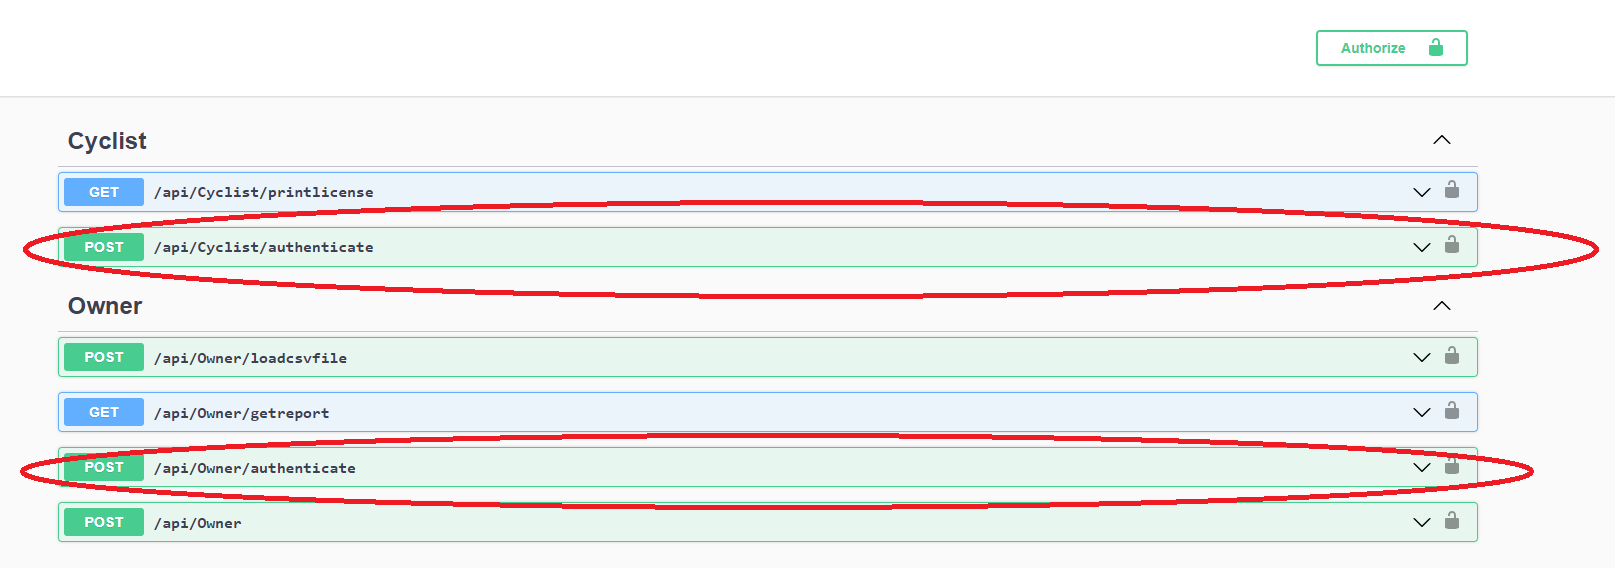 Authorize
Cyclist
GET /api/Cyclist/printlicense
POST /api/Cyclist/authenticate
Owner
POST /api/Owner/loadcsvfile
GET /api/Owner/getreport
POST /api/Owner/authenticate
POST /api/Owner